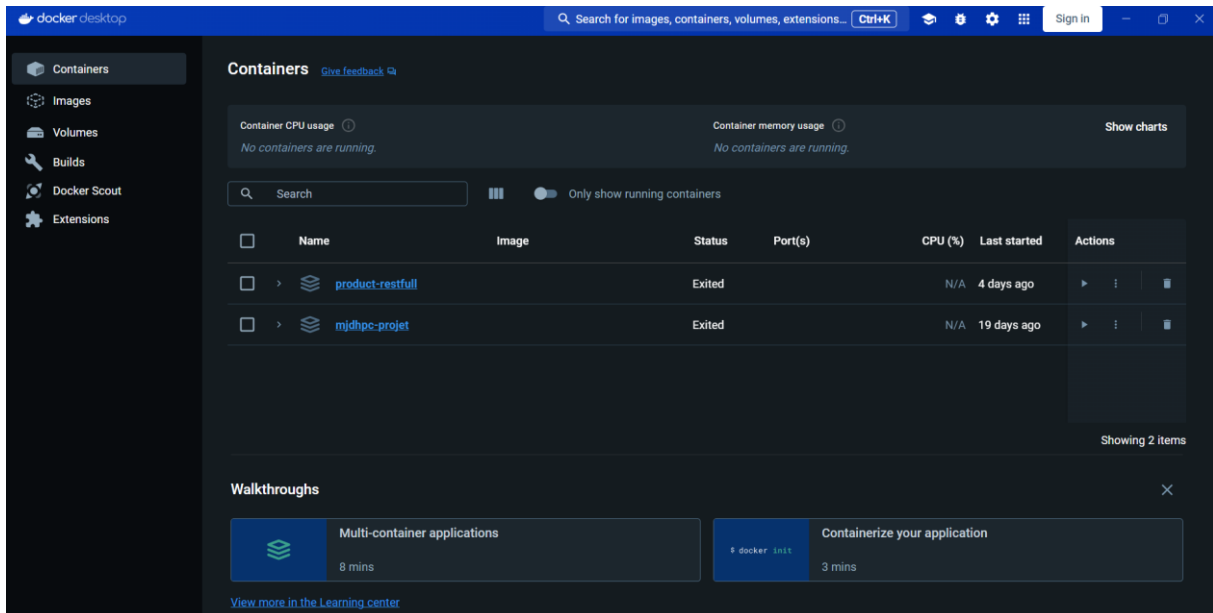 docker desktop
Search for images, containers, volumes, extensions... Ctrl+K
Sign in
Containers
Images
Volumes
Builds
Docker Scout
Extensions
Containers Give feedback
Container CPU usage
No containers are running.
Container memory usage
No containers are running.
Show charts
Search
Only show running containers
Name Image Status Port(s) CPU (%) Last started Actions
product-restfull Exited N/A 4 days ago
mjdhpc-projet Exited N/A 19 days ago
Showing 2 items
Walkthroughs
Multi-container applications
8 mins
$ docker init
Containerize your application
3 mins
View more in the Learning center